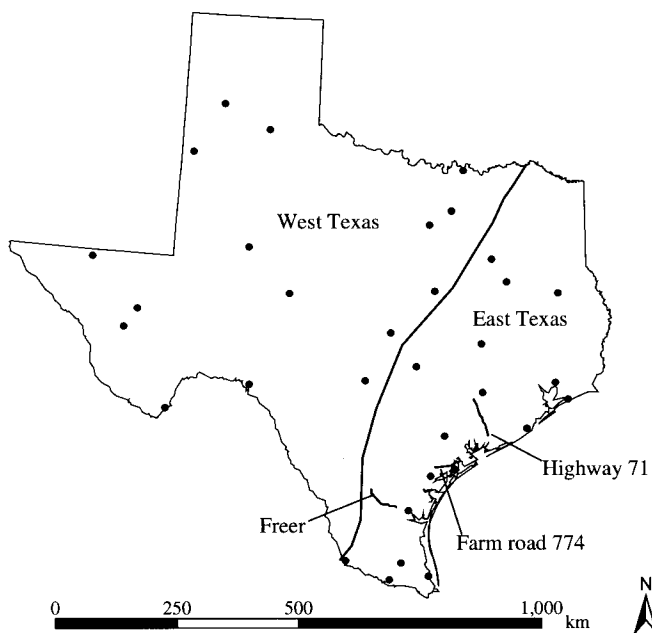 West Texas
East Texas
Highway 71
Freer
Farm road 774
N
0 250 500 1,000 km